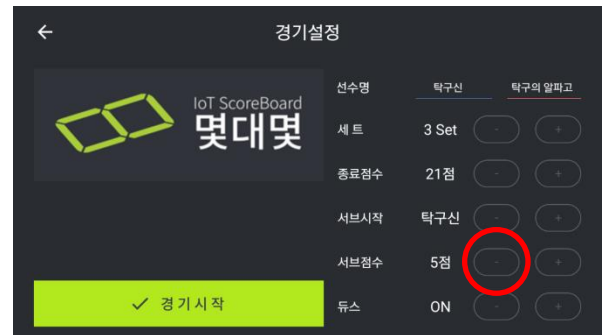 경기설정
IoT ScoreBoard
몇대몇
✓ 경기시작
선수명 탁구신 탁구의 알파고
세트 3 Set - +
종료점수 21점 - +
서브시작 탁구신 - +
서브점수 5점 - +
듀스 ON - +